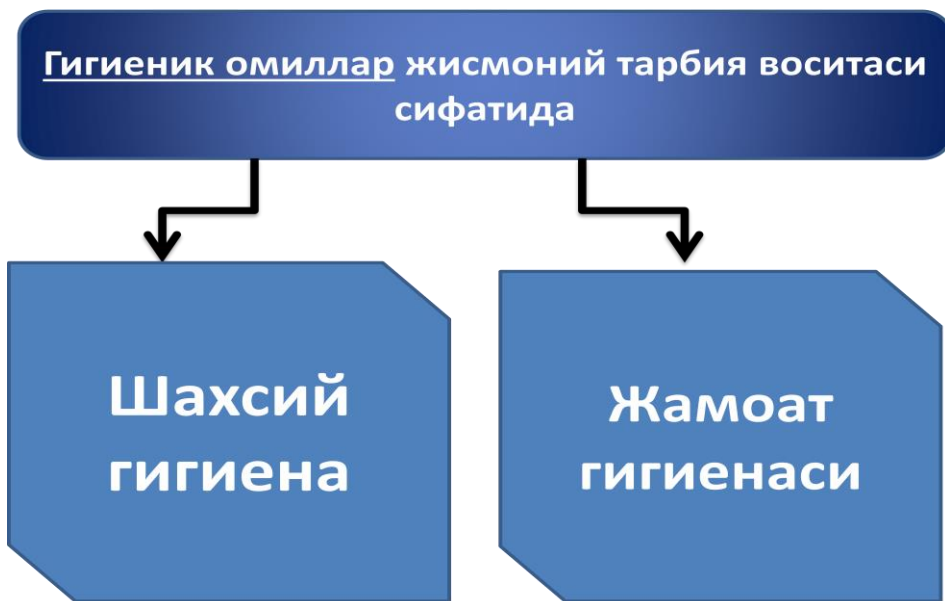 Гигиеник омиллар жисмоний тарбия воситаси
сифатида
Шахсий
гигиена
Жамоат
гигиенаси